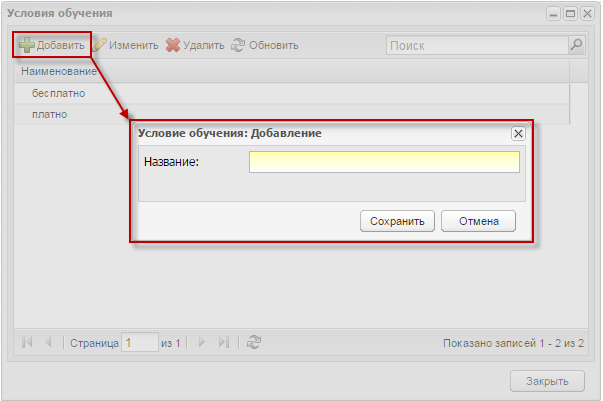 Условия обучения
Добавить Изменить Удалить Обновить Поиск
Наименование
бесплатно
платно
Условие обучения: Добавление
Название:
Сохранить Отмена
Страница 1 из 1 Показано записей 1 - 2 из 2
Закрыть